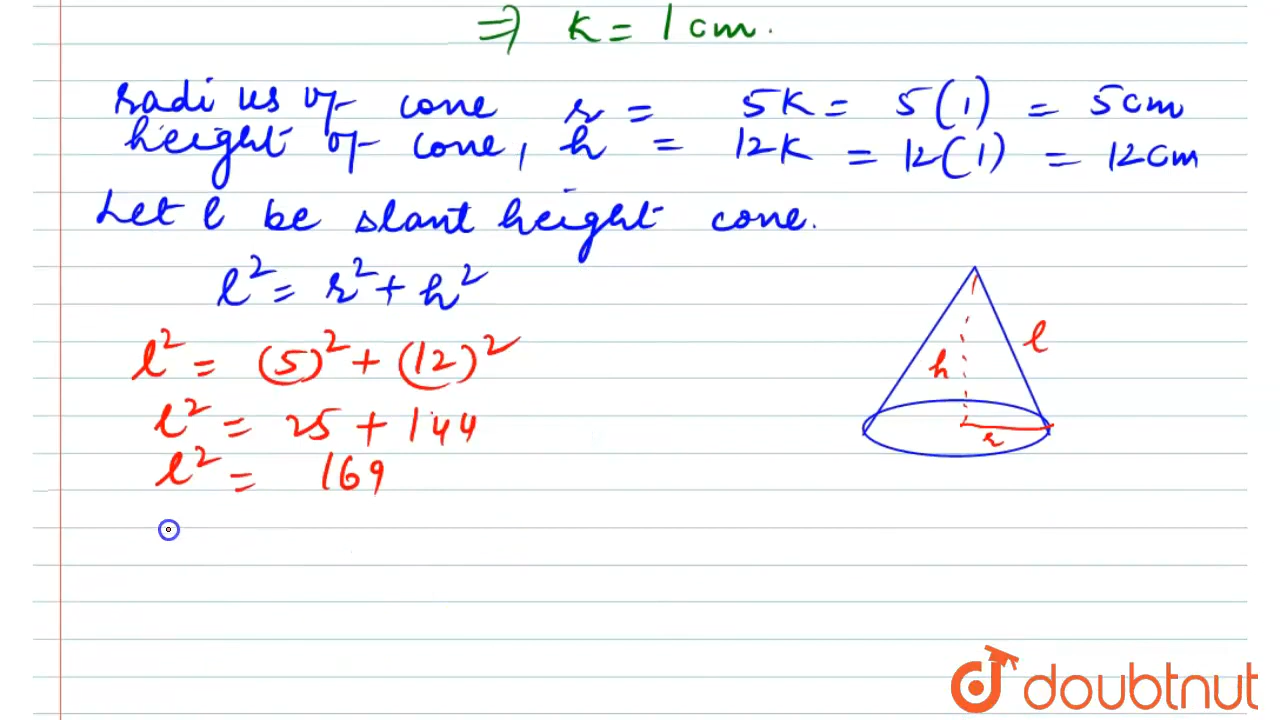 ⇒ K = 1 cm.
radius of cone r = 5K = 5(1) = 5cm
height of cone, h = 12K = 12(1) = 12cm
Let l be slant height cone.
l² = r² + h²
l² = (5)² + (12)²
l² = 25 + 144
l² = 169
h
l
r
doubtnut